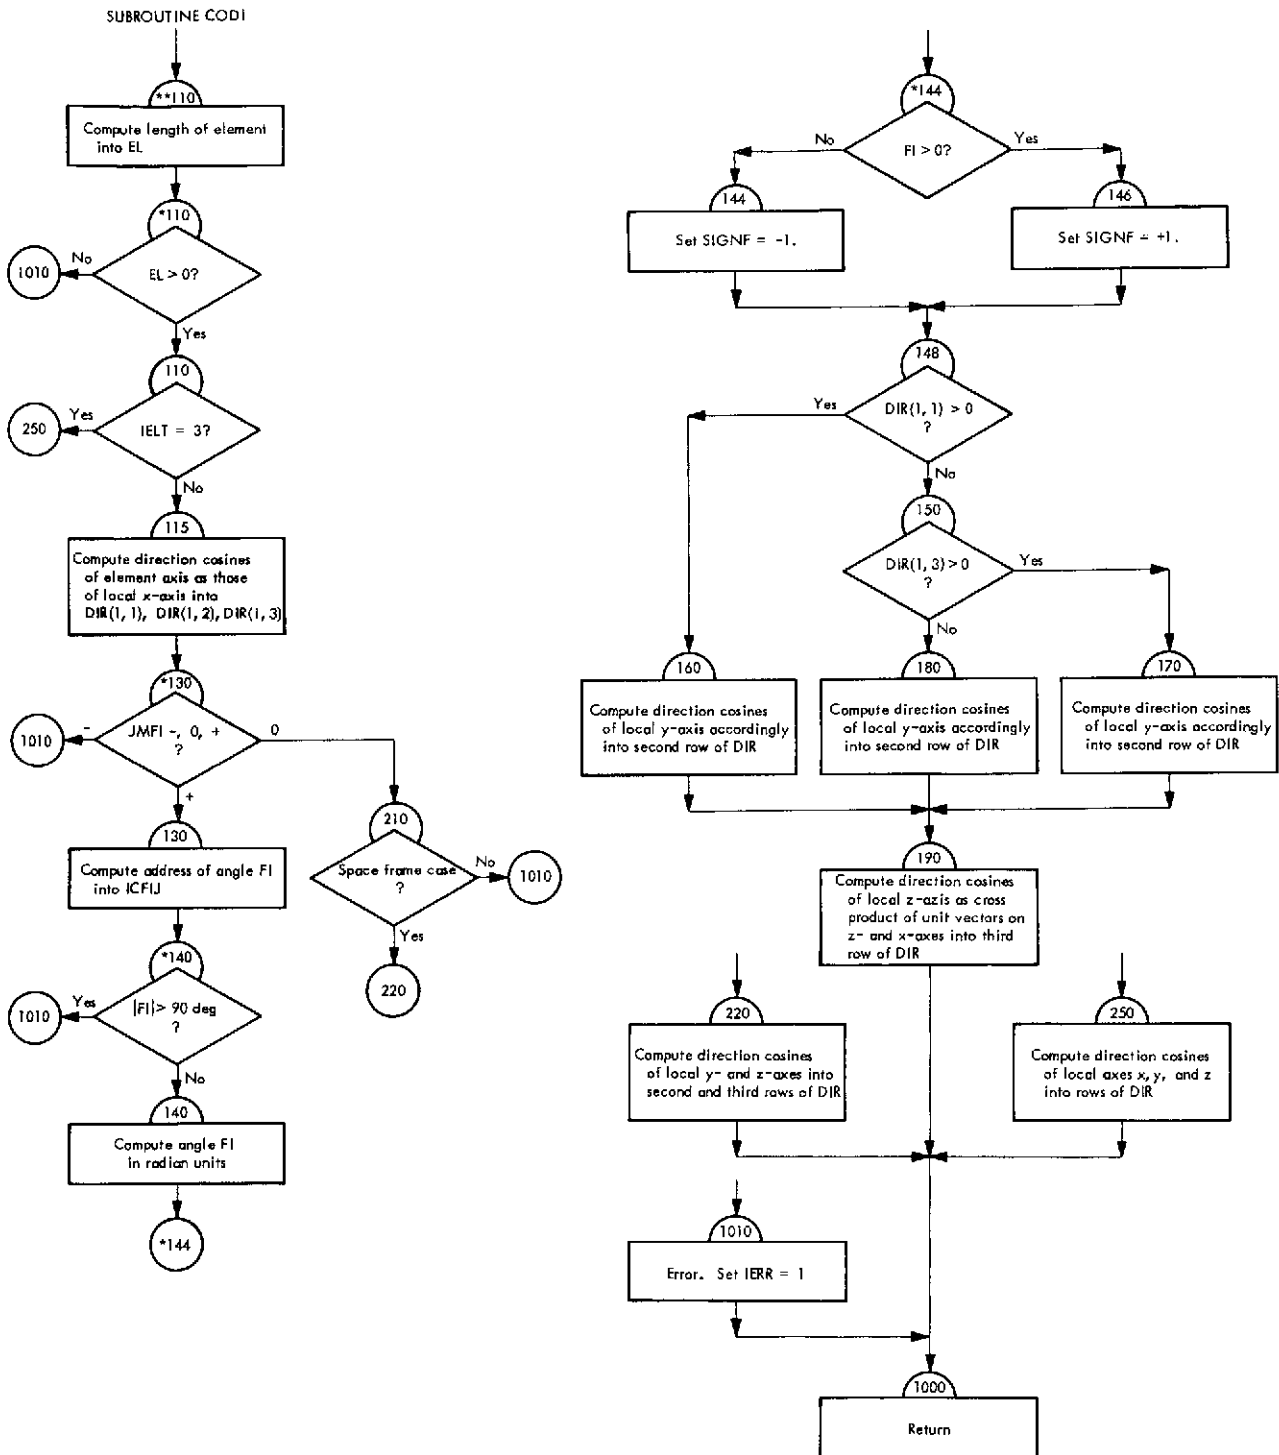 SUBROUTINE CODI
**110
Compute length of element
into EL
*110
EL > 0?
No
1010
Yes
110
IELT = 3?
Yes
250
No
115
Compute direction cosines
of element axis as those
of local x-axis into
DIR(1, 1), DIR(1, 2), DIR(1, 3)
*130
JMFI -, 0, +
?
-
1010
0
+
130
Compute address of angle FI
into ICFIJ
210
Space frame case
?
No
1010
Yes
220
*140
|FI| > 90 deg
?
Yes
1010
No
140
Compute angle FI
in radian units
*144
*144
FI > 0?
No
Yes
144
Set SIGNF = -1.
146
Set SIGNF = +1.
148
DIR(1, 1) > 0
?
Yes
No
150
DIR(1, 3) > 0
?
Yes
No
160
Compute direction cosines
of local y-axis accordingly
into second row of DIR
180
Compute direction cosines
of local y-axis accordingly
into second row of DIR
170
Compute direction cosines
of local y-axis accordingly
into second row of DIR
190
Compute direction cosines
of local z-azis as cross
product of unit vectors on
z- and x-axes into third
row of DIR
220
Compute direction cosines
of local y- and z-axes into
second and third rows of DIR
250
Compute direction cosines
of local axes x, y, and z
into rows of DIR
1010
Error. Set IERR = 1
1000
Return